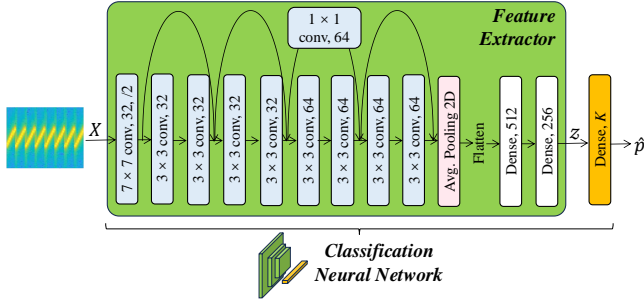 1 × 1
conv, 64
Feature
Extractor
X
7 × 7 conv, 32, /2
3 × 3 conv, 32
3 × 3 conv, 32
3 × 3 conv, 32
3 × 3 conv, 32
3 × 3 conv, 64
3 × 3 conv, 64
3 × 3 conv, 64
3 × 3 conv, 64
Avg. Pooling 2D
Flatten
Dense, 512
Dense, 256
z
Dense, K
p̂
Classification
Neural Network